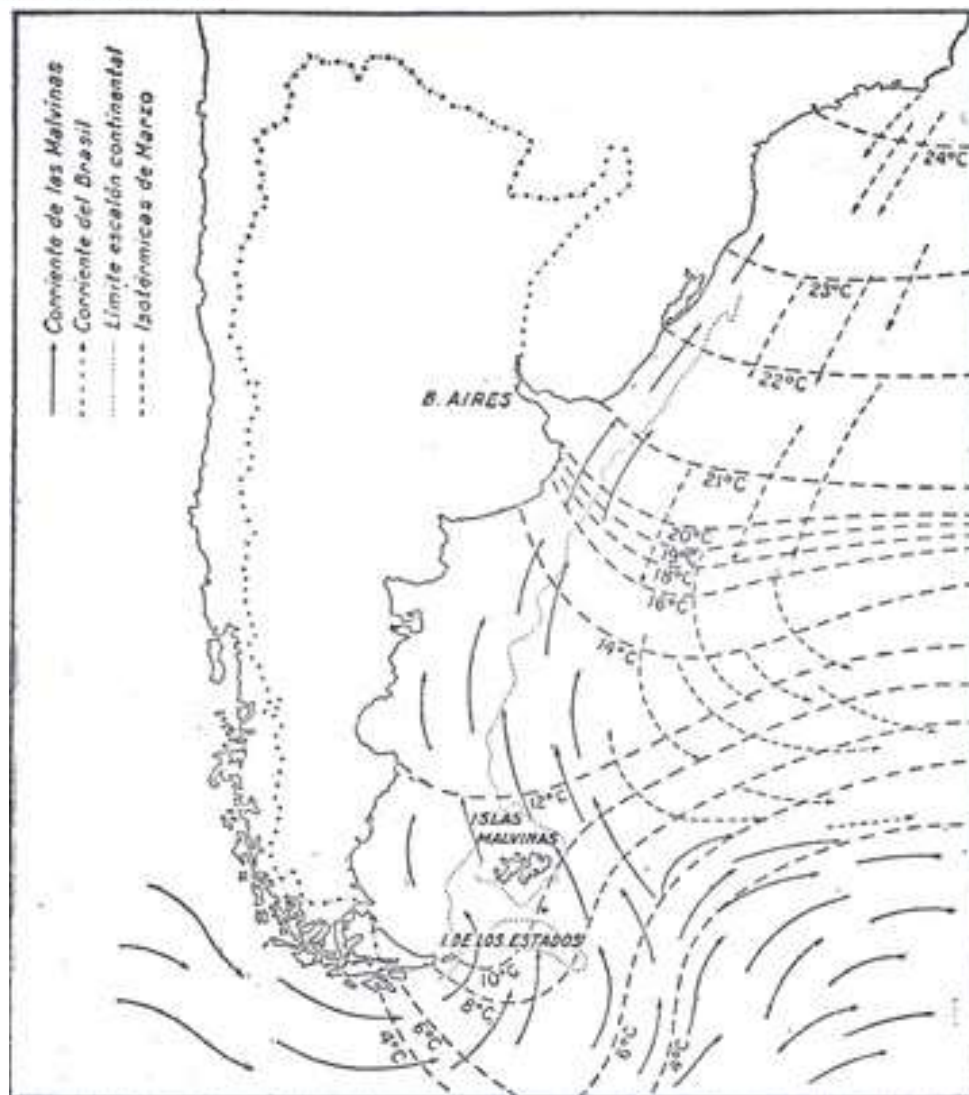 Corriente de las Malvinas
Corriente del Brasil
Límite escalón continental
Isotérmicas de Marzo
24°C
23°C
22°C
B. AIRES
21°C
20°C
19°C
18°C
16°C
14°C
12°C
ISLAS
MALVINAS
I. DE LOS ESTADOS
10°C
8°C
6°C
4°C
6°C
4°C